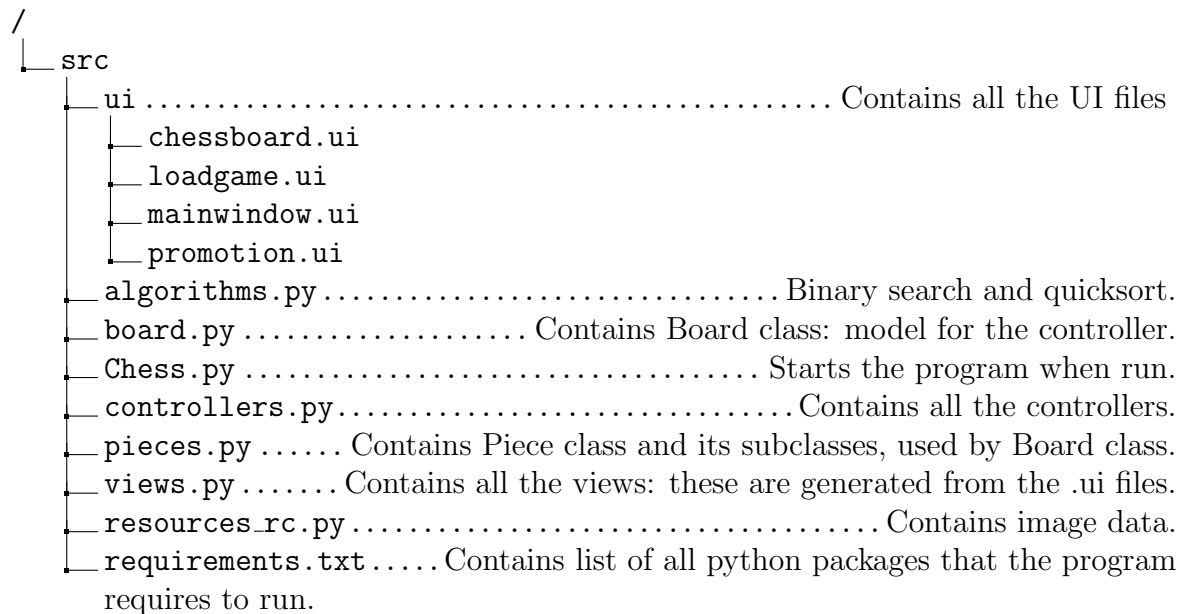 /
src
ui ................................................ Contains all the UI files
chessboard.ui
loadgame.ui
mainwindow.ui
promotion.ui
algorithms.py................................Binary search and quicksort.
board.py .................... Contains Board class: model for the controller.
Chess.py ..................................... Starts the program when run.
controllers.py................................Contains all the controllers.
pieces.py ...... Contains Piece class and its subclasses, used by Board class.
views.py ....... Contains all the views: these are generated from the .ui files.
resources_rc.py..................................... Contains image data.
requirements.txt.....Contains list of all python packages that the program
requires to run.